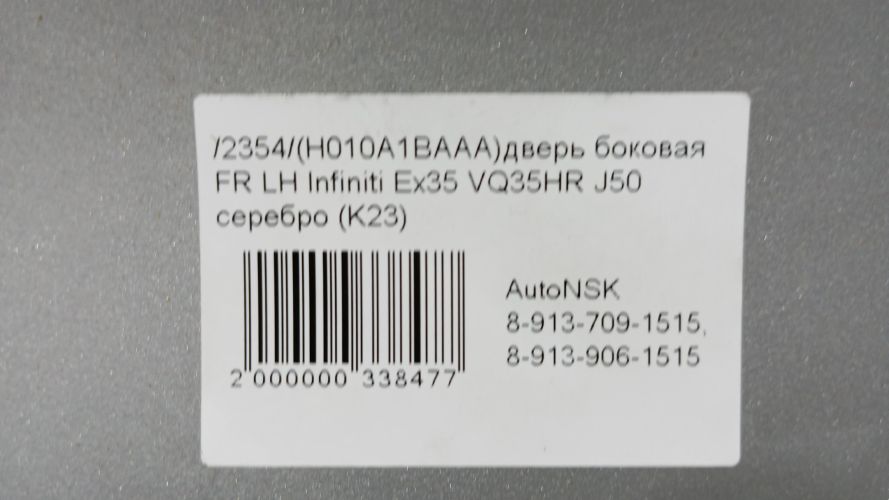 /2354/(H010A1BAAA)дверь боковая
FR LH Infiniti Ex35 VQ35HR J50
серебро (K23)
AutoNSK
8-913-709-1515,
8-913-906-1515
2 000000 338477